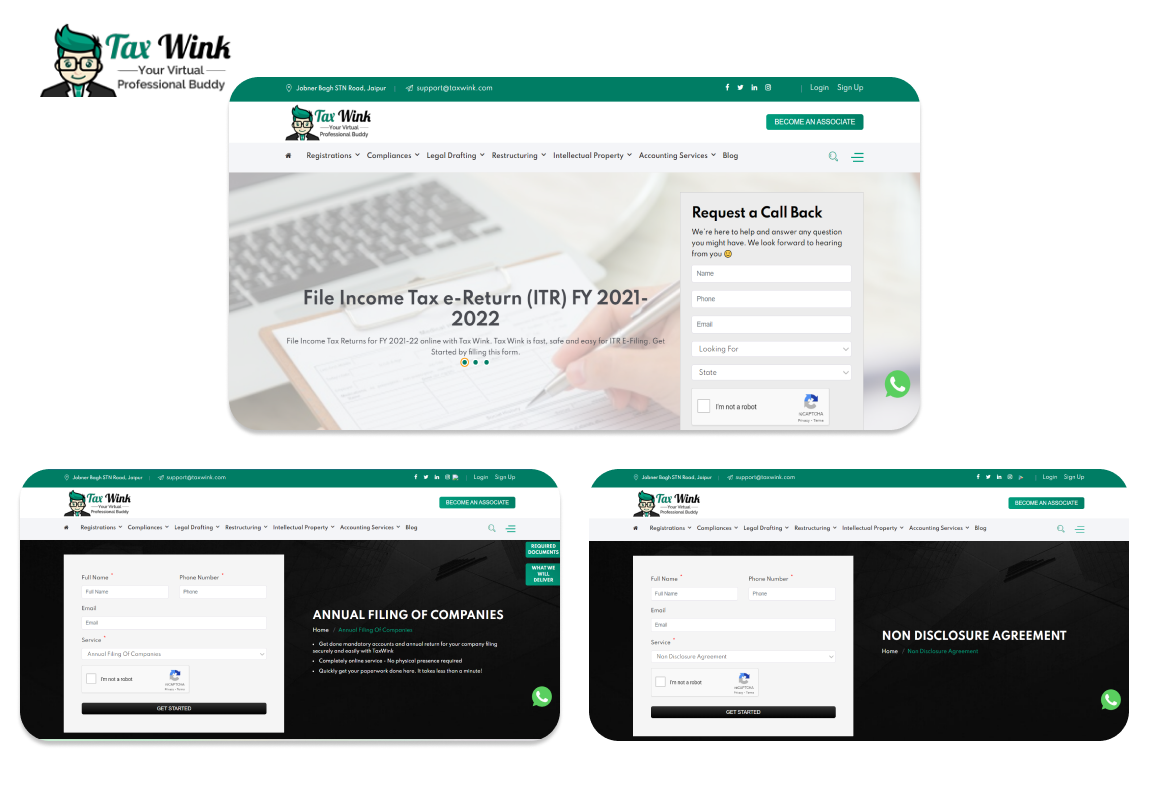 Tax Wink
Your Virtual
Professional Buddy
Jobner Bagh STN Road, Jaipur | support@taxwink.com | Login Sign Up
Tax Wink
Your Virtual
Professional Buddy
BECOME AN ASSOCIATE
Registrations Compliances Legal Drafting Restructuring Intellectual Property Accounting Services Blog
Request a Call Back
We're here to help and answer any question
you might have. We look forward to hearing
from you
Name
Phone
Email
Looking For
State
I'm not a robot
reCAPTCHA
Privacy - Terms
File Income Tax e-Return (ITR) FY 2021-
2022
File Income Tax Returns for FY 2021-22 online with Tax Wink. Tax Wink is fast, safe and easy for ITR E-Filing. Get
Started by filling this form.
Jobner Bagh STN Road, Jaipur | support@taxwink.com | Login Sign Up
Tax Wink
Your Virtual
Professional Buddy
BECOME AN ASSOCIATE
Registrations Compliances Legal Drafting Restructuring Intellectual Property Accounting Services Blog
REQUIRED
DOCUMENTS
WHAT WE
WILL
DELIVER
Full Name * Phone Number *
Full Name Phone
Email
Email
Service *
Annual Filing Of Companies
I'm not a robot
reCAPTCHA
Privacy - Terms
GET STARTED
ANNUAL FILING OF COMPANIES
Home / Annual Filing Of Companies
• Get done mandatory accounts and annual return for your company filing
securely and easily with TaxWink
• Completely online service - No physical presence required
• Quickly get your paperwork done here. It takes less than a minute!
Jobner Bagh STN Road, Jaipur | support@taxwink.com | Login Sign Up
Tax Wink
Your Virtual
Professional Buddy
BECOME AN ASSOCIATE
Registrations Compliances Legal Drafting Restructuring Intellectual Property Accounting Services Blog
Full Name * Phone Number *
Full Name Phone
Email
Email
Service *
Non Disclosure Agreement
I'm not a robot
reCAPTCHA
Privacy - Terms
GET STARTED
NON DISCLOSURE AGREEMENT
Home / Non Disclosure Agreement